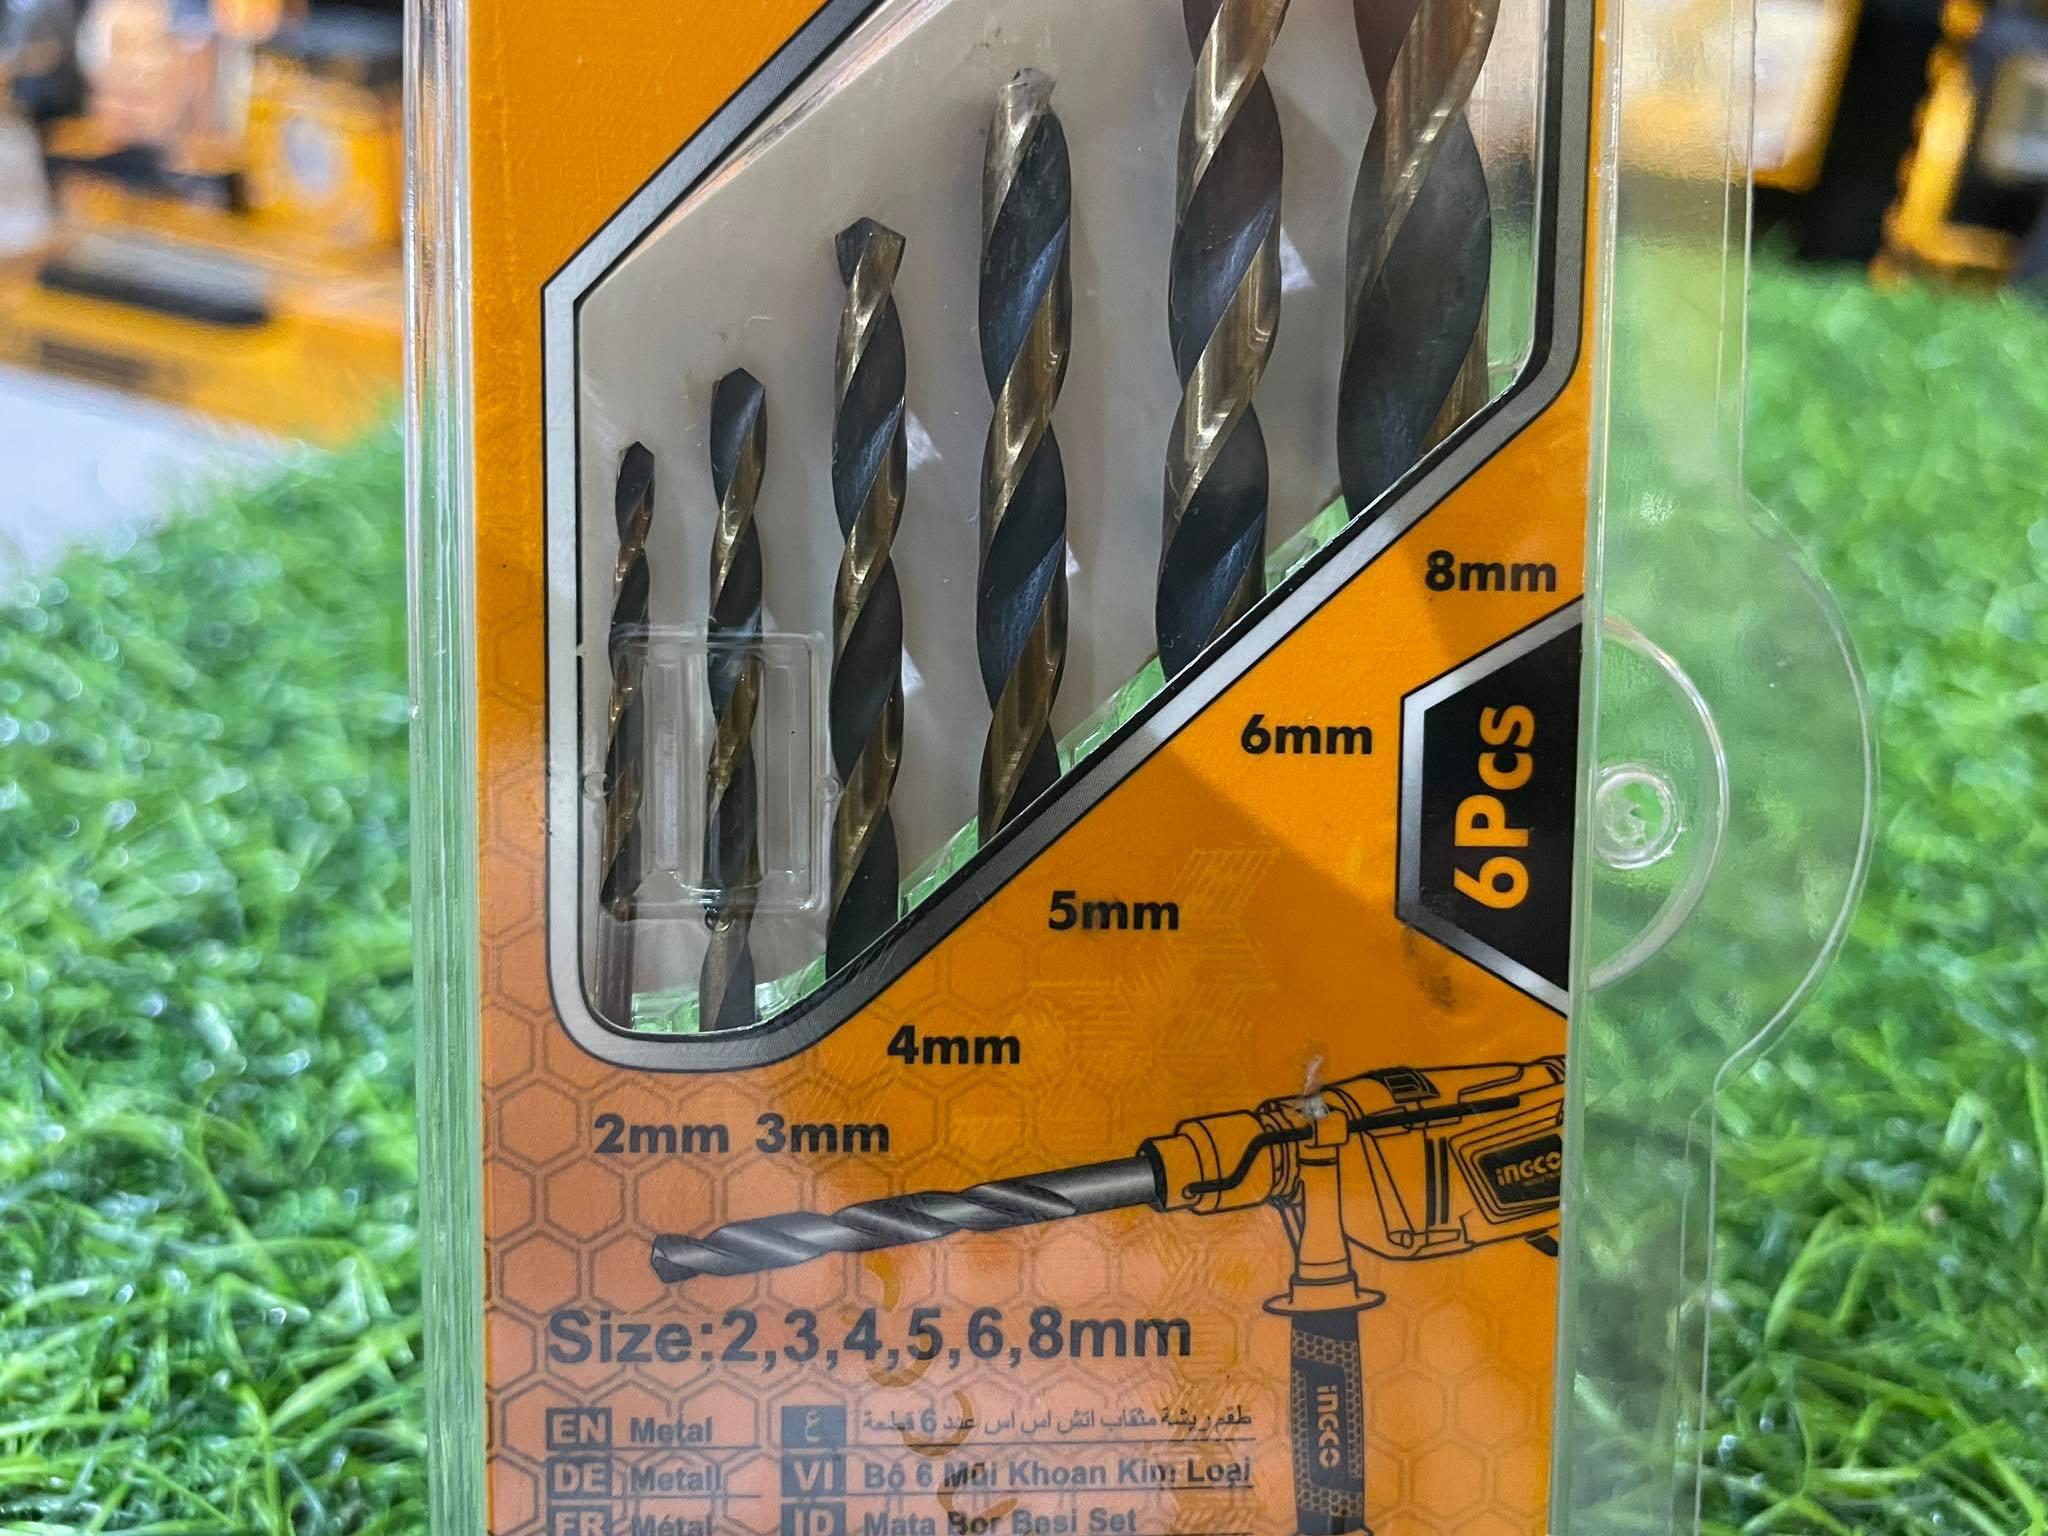 8mm
6mm
6Pcs
5mm
4mm
2mm 3mm
INGCO
Size:2,3,4,5,6,8mm
INGCO
EN Metal
ع طقم ريشة مثقاب اتش اس اس عدد 6 قطعة
DE Metall
VI Bộ 6 Mũi Khoan Kim Loại
FR Métal
ID Mata Bor Besi Set